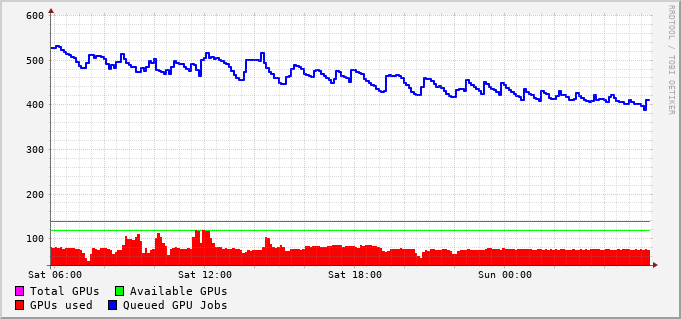 600
500
400
300
200
100
Sat 06:00 Sat 12:00 Sat 18:00 Sun 00:00
Total GPUs Available GPUs
GPUs used Queued GPU Jobs
RRDTOOL / TOBI OETIKER